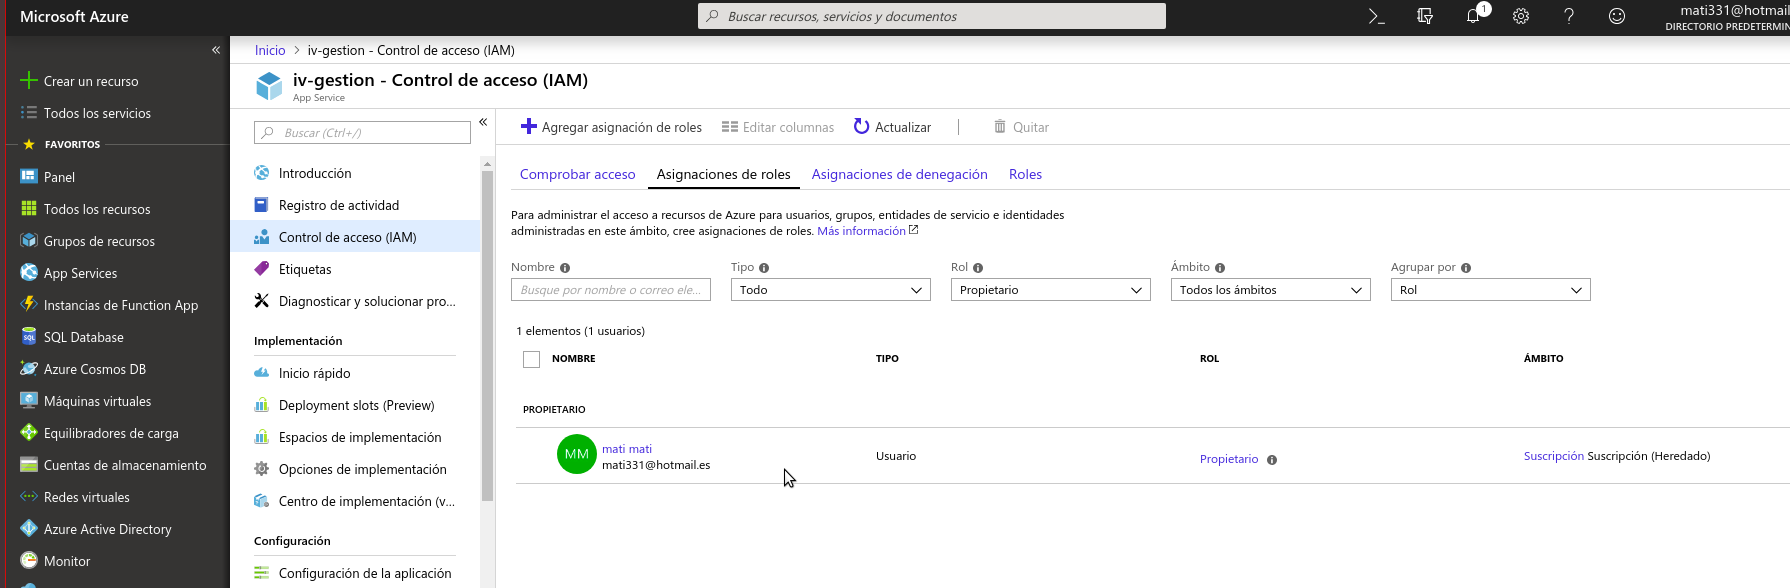 Microsoft Azure
Buscar recursos, servicios y documentos
1
mati331@hotmail
DIRECTORIO PREDETERMIN
«
Crear un recurso
Todos los servicios
FAVORITOS
Panel
Todos los recursos
Grupos de recursos
App Services
Instancias de Function App
SQL Database
Azure Cosmos DB
Máquinas virtuales
Equilibradores de carga
Cuentas de almacenamiento
Redes virtuales
Azure Active Directory
Monitor
Inicio > iv-gestion - Control de acceso (IAM)
iv-gestion - Control de acceso (IAM)
App Service
Buscar (Ctrl+/)
«
Introducción
Registro de actividad
Control de acceso (IAM)
Etiquetas
Diagnosticar y solucionar pro...
Implementación
Inicio rápido
Deployment slots (Preview)
Espacios de implementación
Opciones de implementación
Centro de implementación (v...
Configuración
Configuración de la aplicación
Agregar asignación de roles Editar columnas Actualizar Quitar
Comprobar acceso Asignaciones de roles Asignaciones de denegación Roles
Para administrar el acceso a recursos de Azure para usuarios, grupos, entidades de servicio e identidades
administradas en este ámbito, cree asignaciones de roles. Más información
Nombre Tipo Rol Ámbito Agrupar por
Busque por nombre o correo ele... Todo Propietario Todos los ámbitos Rol
1 elementos (1 usuarios)
NOMBRE TIPO ROL ÁMBITO
PROPIETARIO
MM mati mati
mati331@hotmail.es
Usuario Propietario Suscripción Suscripción (Heredado)